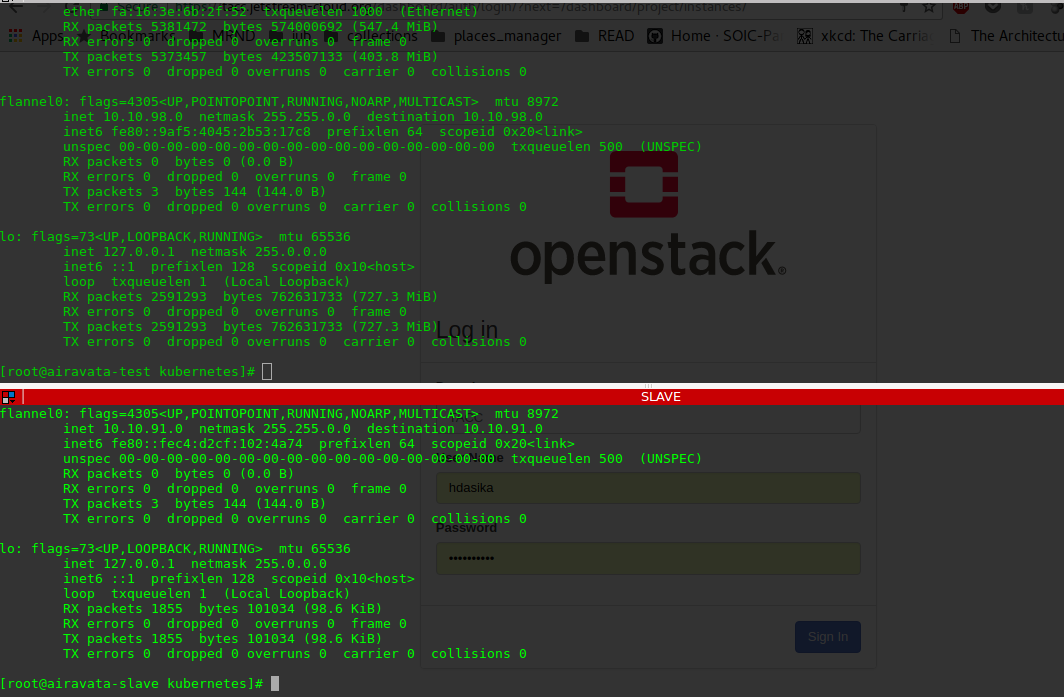 ether fa:16:3e:6b:2f:52  txqueuelen 1000  (Ethernet)
login/?next=/dashboard/project/instances/
RX packets 5381472  bytes 574000692 (547.4 MiB)
RX errors 0  dropped 0  overruns 0  frame 0
Apps
places_manager
READ
Home · SOIC-Pa
xkcd: The Carria
The Architectu
TX packets 5373457  bytes 423507133 (403.8 MiB)
TX errors 0  dropped 0 overruns 0  carrier 0  collisions 0
flannel0: flags=4305<UP,POINTOPOINT,RUNNING,NOARP,MULTICAST>  mtu 8972
inet 10.10.98.0  netmask 255.255.0.0  destination 10.10.98.0
inet6 fe80::9af5:4045:2b53:17c8  prefixlen 64  scopeid 0x20<link>
unspec 00-00-00-00-00-00-00-00-00-00-00-00-00-00-00-00  txqueuelen 500  (UNSPEC)
RX packets 0  bytes 0 (0.0 B)
RX errors 0  dropped 0  overruns 0  frame 0
TX packets 3  bytes 144 (144.0 B)
TX errors 0  dropped 0 overruns 0  carrier 0  collisions 0
lo: flags=73<UP,LOOPBACK,RUNNING>  mtu 65536
inet 127.0.0.1  netmask 255.0.0.0
inet6 ::1  prefixlen 128  scopeid 0x10<host>
loop  txqueuelen 1  (Local Loopback)
RX packets 2591293  bytes 762631733 (727.3 MiB)
RX errors 0  dropped 0  overruns 0  frame 0
TX packets 2591293  bytes 762631733 (727.3 MiB)
TX errors 0  dropped 0 overruns 0  carrier 0  collisions 0
[root@airavata-test kubernetes]#
openstack®
Log in
SLAVE
flannel0: flags=4305<UP,POINTOPOINT,RUNNING,NOARP,MULTICAST>  mtu 8972
inet 10.10.91.0  netmask 255.255.0.0  destination 10.10.91.0
inet6 fe80::fec4:d2cf:102:4a74  prefixlen 64  scopeid 0x20<link>
unspec 00-00-00-00-00-00-00-00-00-00-00-00-00-00-00-00  txqueuelen 500  (UNSPEC)
RX packets 0  bytes 0 (0.0 B)
RX errors 0  dropped 0  overruns 0  frame 0
TX packets 3  bytes 144 (144.0 B)
TX errors 0  dropped 0 overruns 0  carrier 0  collisions 0
lo: flags=73<UP,LOOPBACK,RUNNING>  mtu 65536
inet 127.0.0.1  netmask 255.0.0.0
inet6 ::1  prefixlen 128  scopeid 0x10<host>
loop  txqueuelen 1  (Local Loopback)
RX packets 1855  bytes 101034 (98.6 KiB)
RX errors 0  dropped 0  overruns 0  frame 0
TX packets 1855  bytes 101034 (98.6 KiB)
TX errors 0  dropped 0 overruns 0  carrier 0  collisions 0
[root@airavata-slave kubernetes]#
hdasika
Password
••••••••••
Sign In